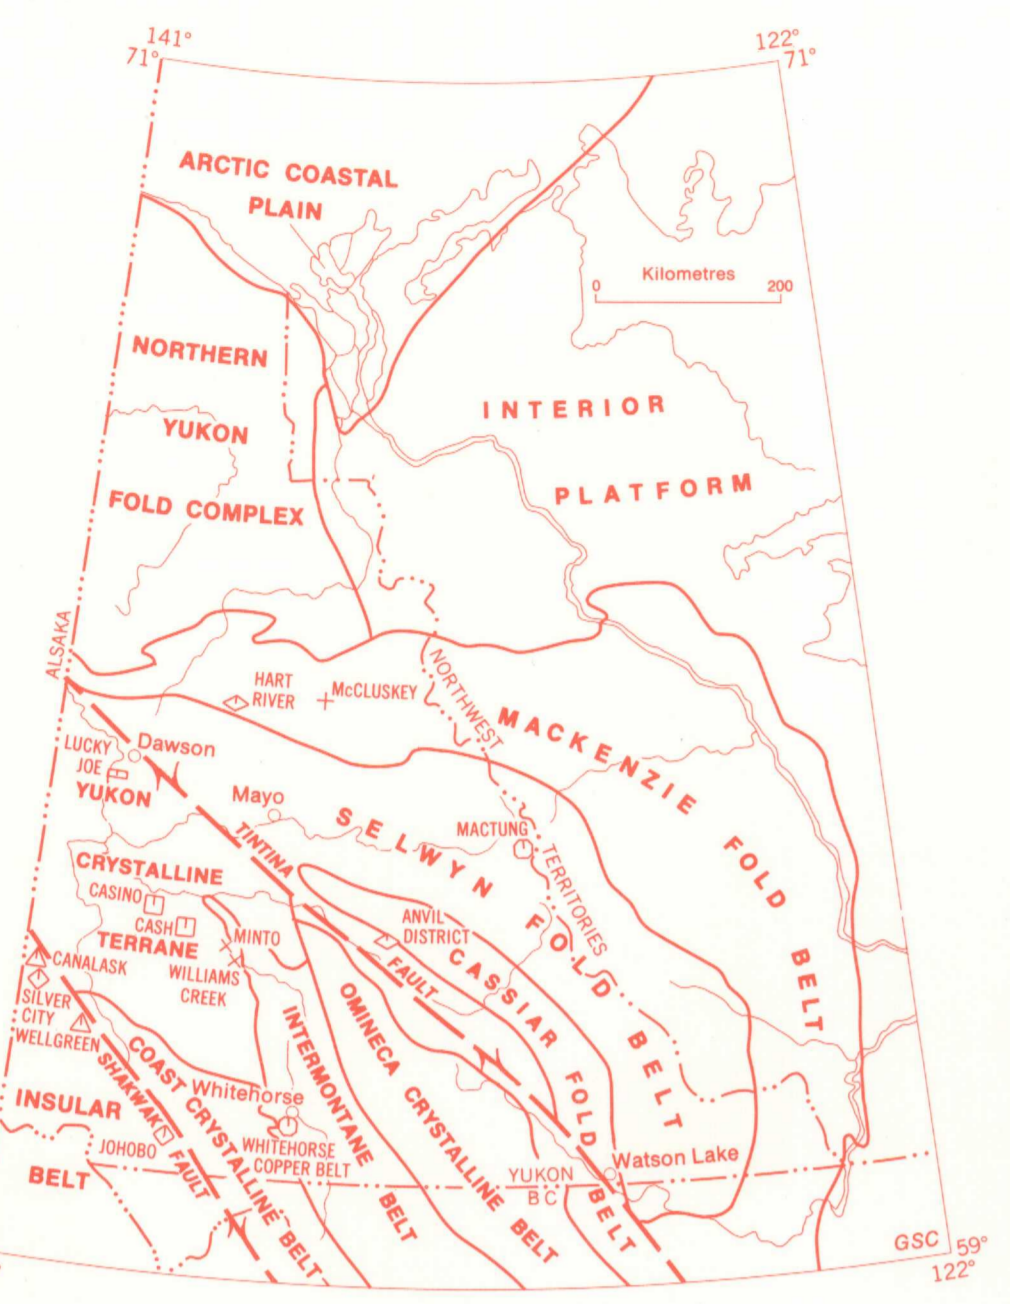 141°
71°
122°
71°
ARCTIC COASTAL
PLAIN
Kilometres
0 200
NORTHERN
YUKON
FOLD COMPLEX
INTERIOR
PLATFORM
ALSAKA
HART
RIVER
McCLUSKEY
NORTHWEST
TERRITORIES
MACKENZIE FOLD BELT
LUCKY
JOE
Dawson
YUKON
Mayo
SELWYN FOLD BELT
MACTUNG
TINTINA
FAULT
CRYSTALLINE
CASINO
CASH
TERRANE
MINTO
WILLIAMS
CREEK
ANVIL
DISTRICT
CASSIAR FOLD BELT
CANALASK
SILVER
CITY
WELLGREEN
SHAKWAK FAULT
COAST CRYSTALLINE BELT
INTERMONTANE BELT
OMINECA CRYSTALLINE BELT
INSULAR
BELT
JOHOBO
Whitehorse
WHITEHORSE
COPPER BELT
YUKON
BC
Watson Lake
GSC
59°
122°